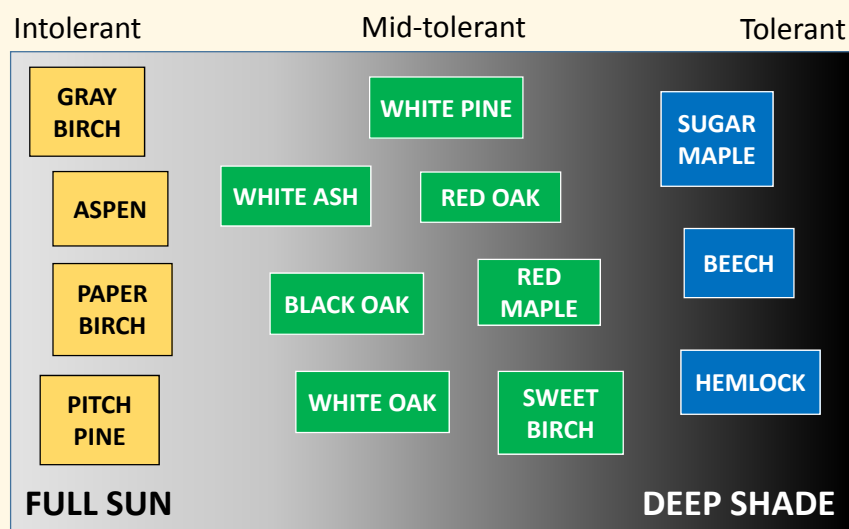 Intolerant Mid-tolerant Tolerant
GRAY
BIRCH
WHITE PINE
SUGAR
MAPLE
ASPEN
WHITE ASH
RED OAK
PAPER
BIRCH
BLACK OAK
RED
MAPLE
BEECH
PITCH
PINE
WHITE OAK
SWEET
BIRCH
HEMLOCK
FULL SUN
DEEP SHADE